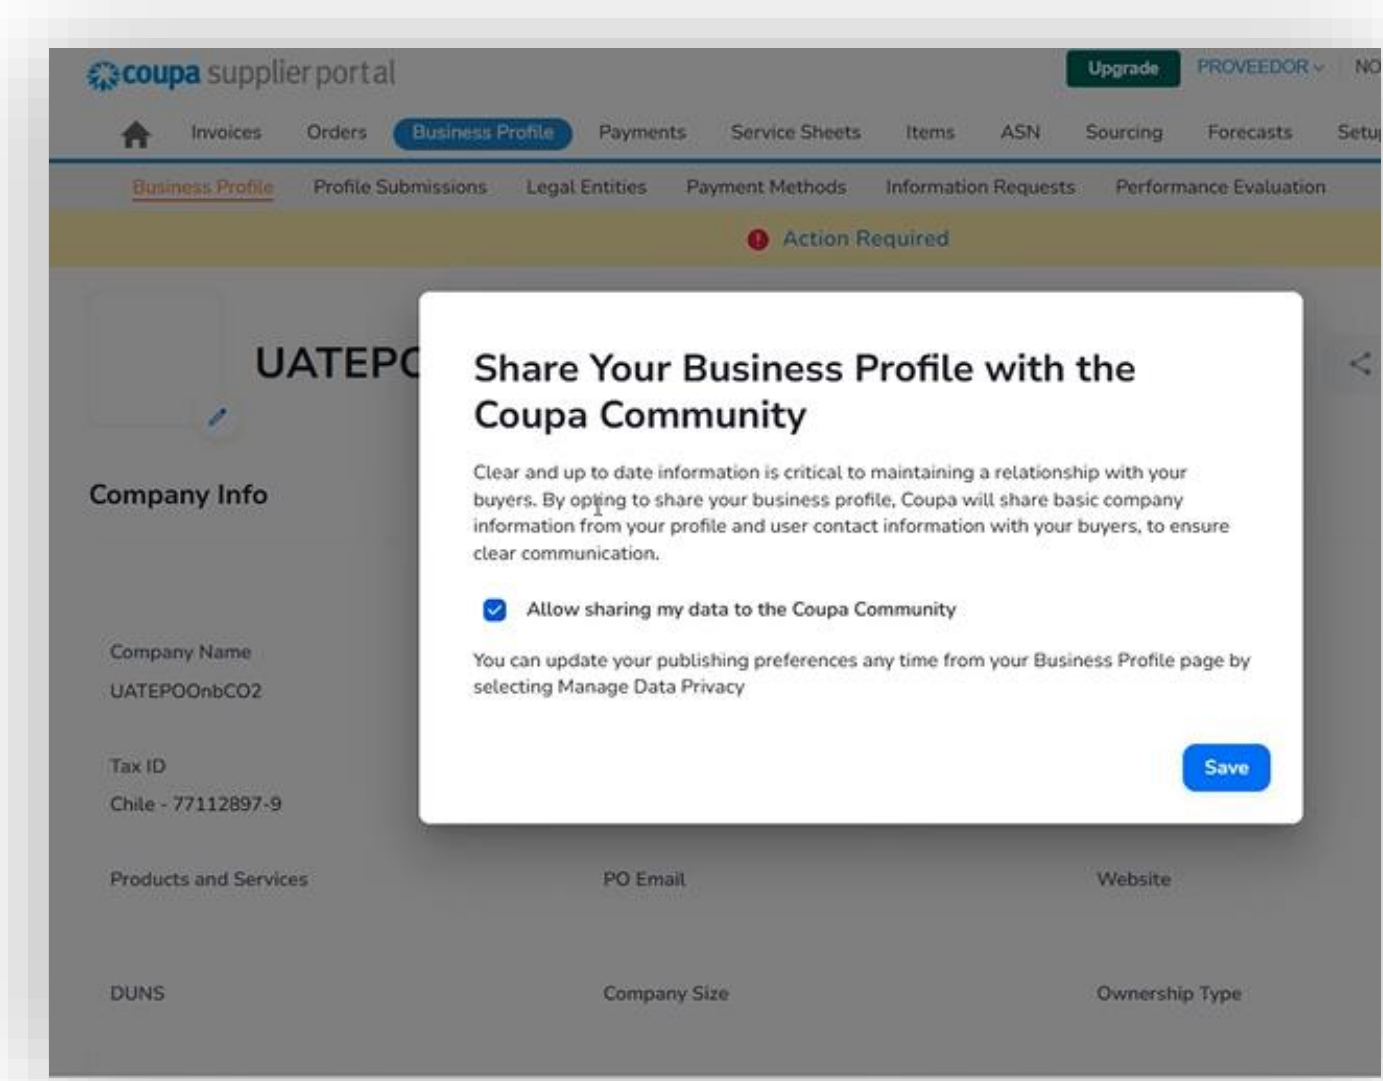 coupa supplierportal
Upgrade PROVEEDOR NO
Invoices Orders Business Profile Payments Service Sheets Items ASN Sourcing Forecasts Setu
Business Profile Profile Submissions Legal Entities Payment Methods Information Requests Performance Evaluation
Action Required
UATEPO
Share Your Business Profile with the
Coupa Community
Clear and up to date information is critical to maintaining a relationship with your
buyers. By opting to share your business profile, Coupa will share basic company
information from your profile and user contact information with your buyers, to ensure
clear communication.
Allow sharing my data to the Coupa Community
You can update your publishing preferences any time from your Business Profile page by
selecting Manage Data Privacy
Save
Company Info
Company Name
UATEPOOnbCO2
Tax ID
Chile - 77112897-9
Products and Services PO Email Website
DUNS Company Size Ownership Type